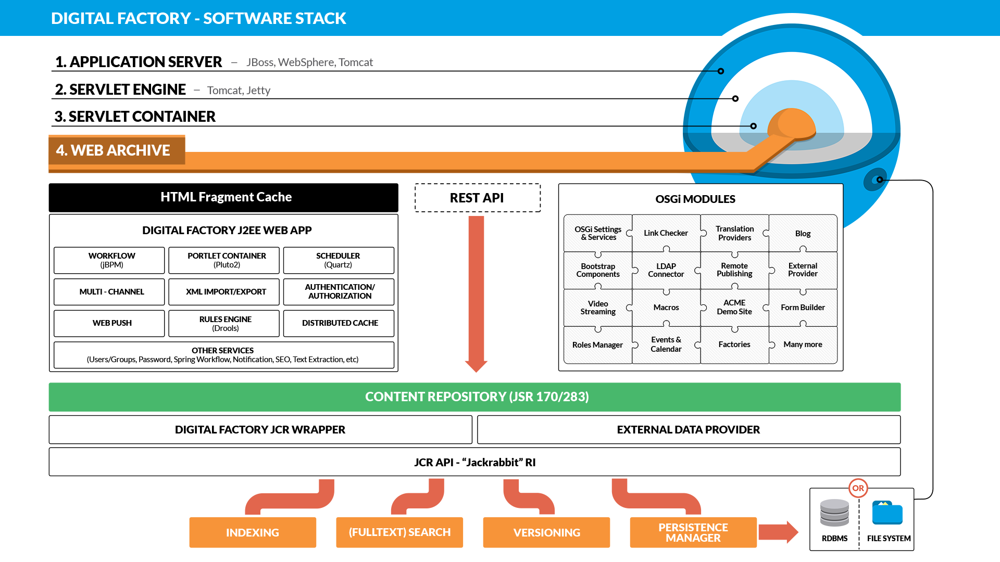 DIGITAL FACTORY - SOFTWARE STACK
1. APPLICATION SERVER – JBoss, WebSphere, Tomcat
2. SERVLET ENGINE – Tomcat, Jetty
3. SERVLET CONTAINER
4. WEB ARCHIVE
HTML Fragment Cache
DIGITAL FACTORY J2EE WEB APP
WORKFLOW
(jBPM)
PORTLET CONTAINER
(Pluto2)
SCHEDULER
(Quartz)
MULTI - CHANNEL
XML IMPORT/EXPORT
AUTHENTICATION/
AUTHORIZATION
WEB PUSH
RULES ENGINE
(Drools)
DISTRIBUTED CACHE
OTHER SERVICES
(Users/Groups, Password, Spring Workflow, Notification, SEO, Text Extraction, etc)
REST API
OSGi MODULES
OSGi Settings
& Services
Link Checker
Translation
Providers
Blog
Bootstrap
Components
LDAP
Connector
Remote
Publishing
External
Provider
Video
Streaming
Macros
ACME
Demo Site
Form Builder
Roles Manager
Events &
Calendar
Factories
Many more
CONTENT REPOSITORY (JSR 170/283)
DIGITAL FACTORY JCR WRAPPER
EXTERNAL DATA PROVIDER
JCR API - “Jackrabbit” RI
INDEXING
(FULLTEXT) SEARCH
VERSIONING
PERSISTENCE
MANAGER
OR
RDBMS
FILE SYSTEM